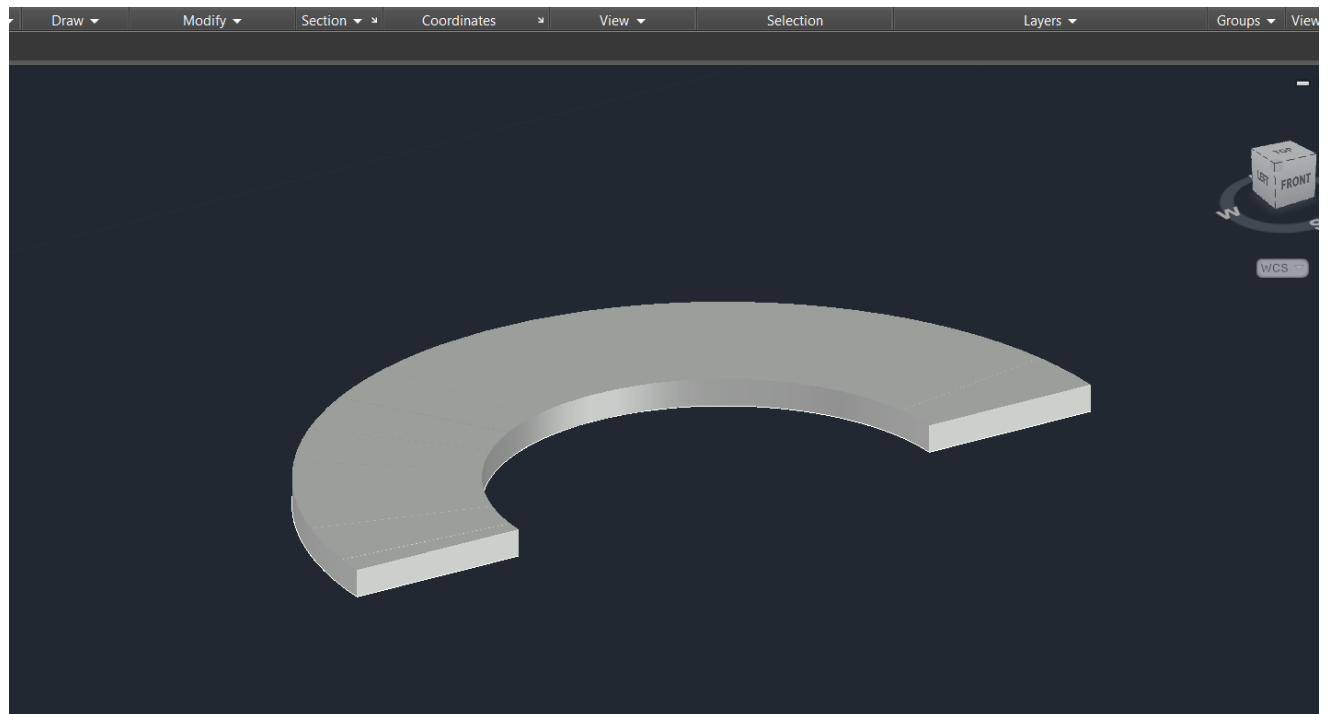 Draw Modify Section Coordinates View Selection Layers Groups View
TOP
LEFT FRONT
W S
WCS